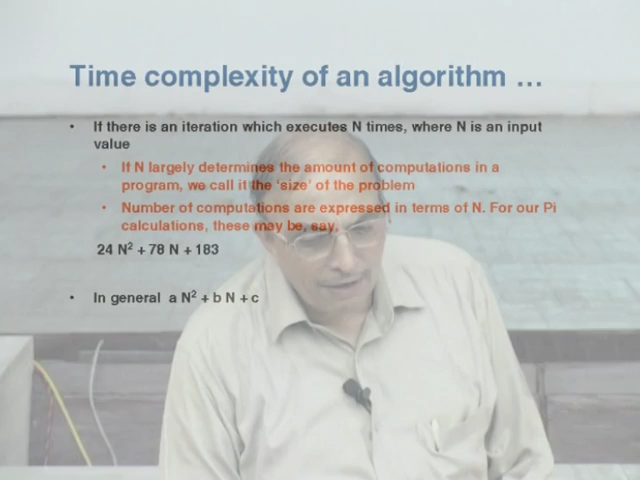 Time complexity of an algorithm …
• If there is an iteration which executes N times, where N is an input
value
• If N largely determines the amount of computations in a
program, we call it the ‘size’ of the problem
• Number of computations are expressed in terms of N. For our Pi
calculations, these may be, say,
24 N² + 78 N + 183
• In general a N² + b N + c